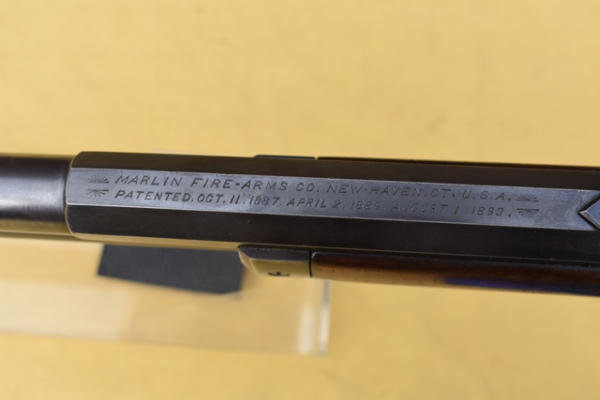 MARLIN FIRE-ARMS CO. NEW-HAVEN. CT. U.S.A.
PATENTED. OCT. 11. 1887. APRIL 2. 1889. AUGUST 1. 1893.